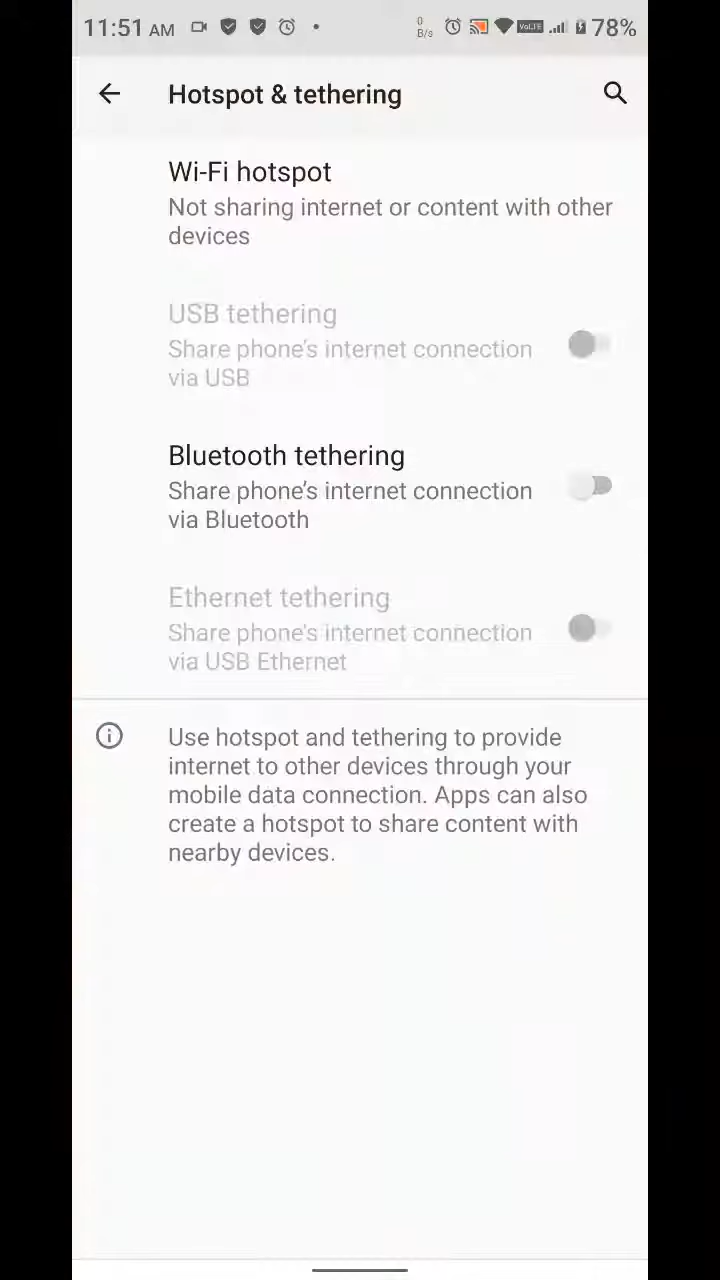 11:51 AM 0 B/s VoLTE 78%
Hotspot & tethering
Wi-Fi hotspot
Not sharing internet or content with other
devices
USB tethering
Share phone's internet connection
via USB
Bluetooth tethering
Share phone's internet connection
via Bluetooth
Ethernet tethering
Share phone's internet connection
via USB Ethernet
Use hotspot and tethering to provide
internet to other devices through your
mobile data connection. Apps can also
create a hotspot to share content with
nearby devices.